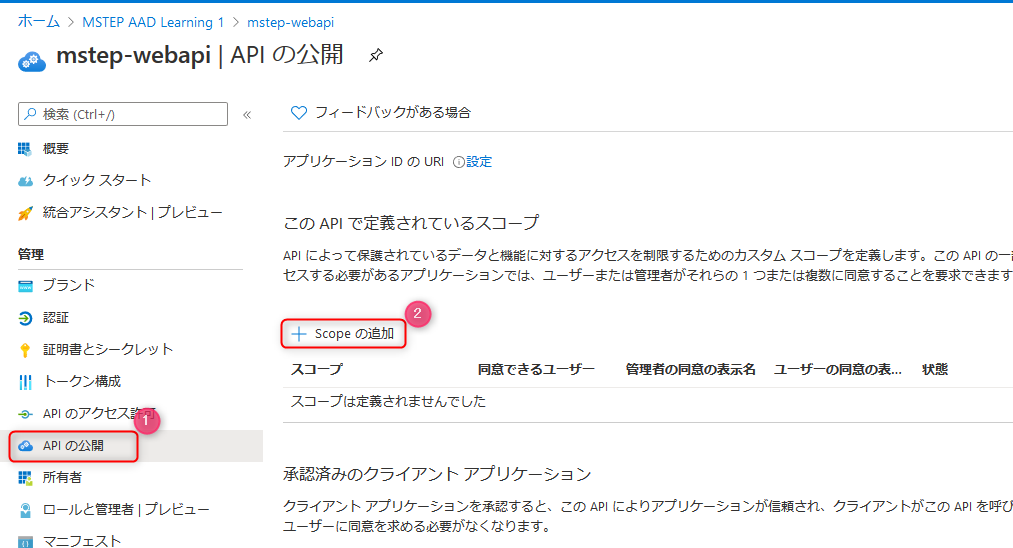 ホーム > MSTEP AAD Learning 1 > mstep-webapi
mstep-webapi | API の公開
検索 (Ctrl+/)
«
概要
クイック スタート
統合アシスタント | プレビュー
管理
ブランド
認証
証明書とシークレット
トークン構成
API のアクセス許可
1
API の公開
所有者
ロールと管理者 | プレビュー
マニフェスト
フィードバックがある場合
アプリケーション ID の URI 設定
この API で定義されているスコープ
API によって保護されているデータと機能に対するアクセスを制限するためのカスタム スコープを定義します。この API の一
セスする必要があるアプリケーションでは、ユーザーまたは管理者がそれらの 1 つまたは複数に同意することを要求できます
2
Scope の追加
スコープ 同意できるユーザー 管理者の同意の表示名 ユーザーの同意の表... 状態
スコープは定義されませんでした
承認済みのクライアント アプリケーション
クライアント アプリケーションを承認すると、この API によりアプリケーションが信頼され、クライアントがこの API を呼び
ユーザーに同意を求める必要がなくなります。